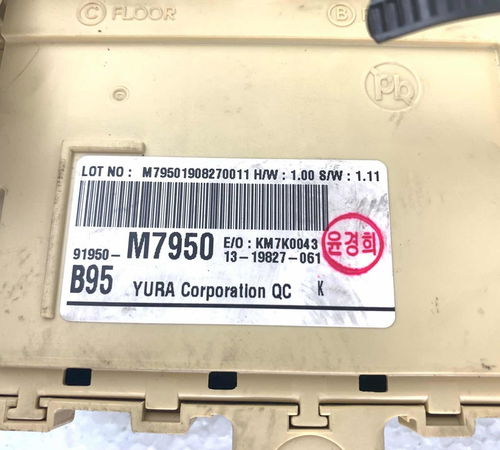 C FLOOR
B
Pb
LOT NO : M79501908270011 H/W : 1.00 S/W : 1.11
91950- M7950 E/O : KM7K0043
13-19827-061
윤경희
B95 YURA Corporation QC K